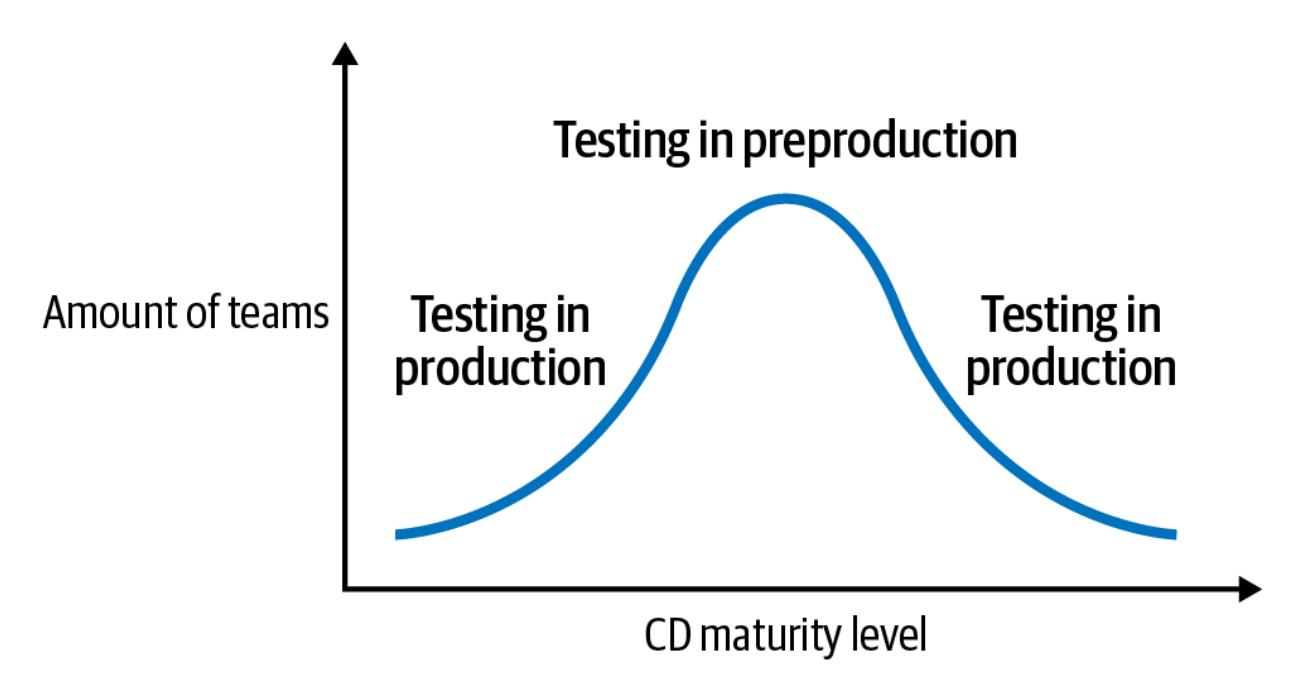 Testing in preproduction
Amount of teams
Testing in
production
Testing in
production
CD maturity level